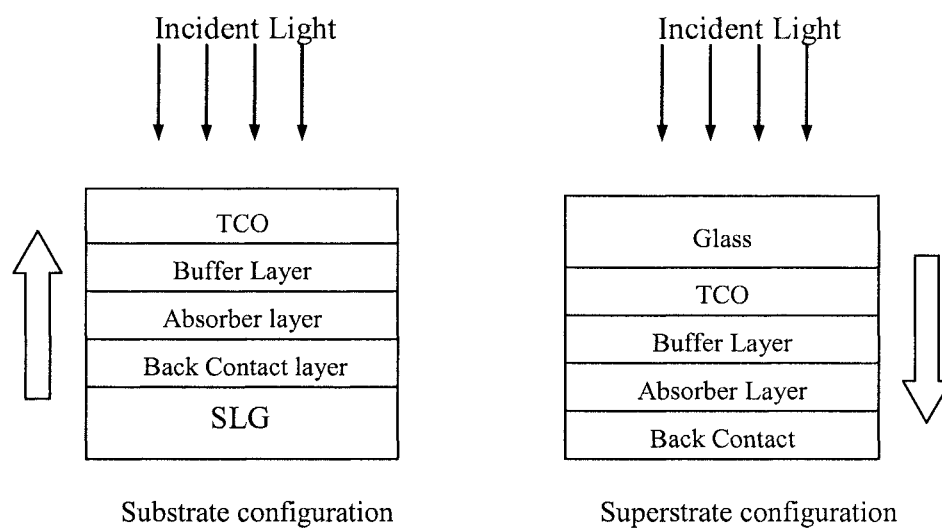 Incident Light
TCO
Buffer Layer
Absorber layer
Back Contact layer
SLG
Substrate configuration
Incident Light
Glass
TCO
Buffer Layer
Absorber Layer
Back Contact
Superstrate configuration